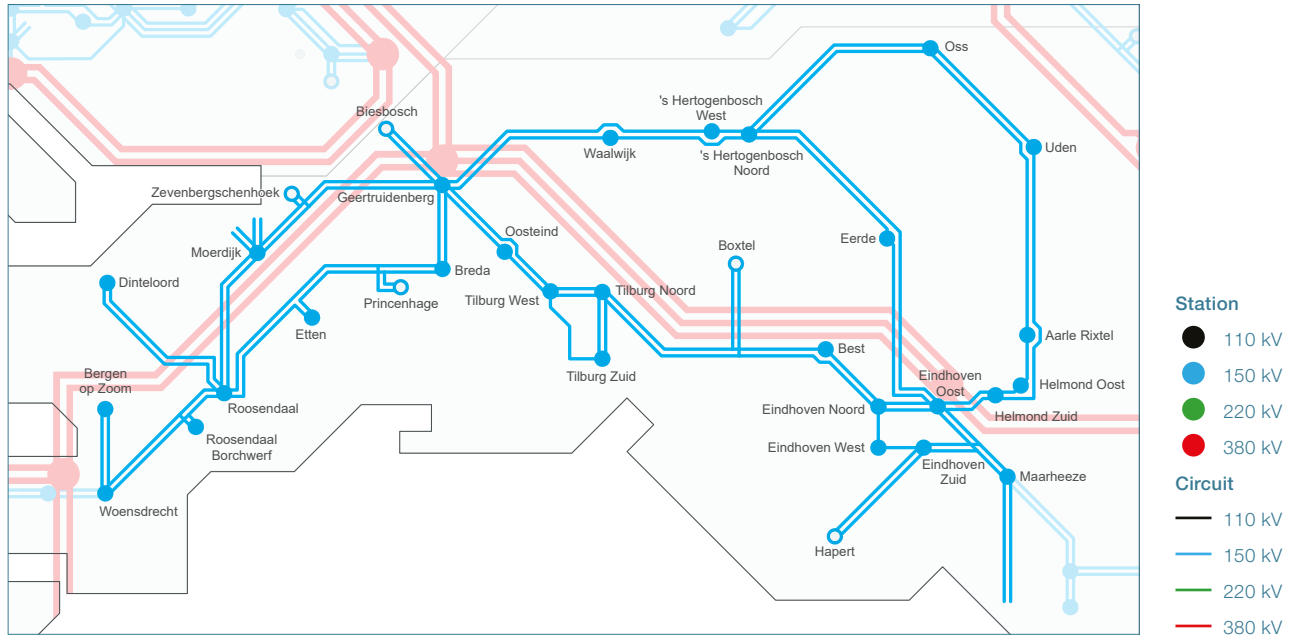 Oss
's Hertogenbosch
West
Biesbosch
Waalwijk
's Hertogenbosch
Noord
Uden
Zevenbergschenhoek
Geertruidenberg
Oosteind
Eerde
Boxtel
Moerdijk
Breda
Dinteloord
Tilburg West
Tilburg Noord
Princenhage
Etten
Aarle Rixtel
Best
Bergen
op Zoom
Tilburg Zuid
Eindhoven
Oost
Helmond Oost
Roosendaal
Eindhoven Noord
Helmond Zuid
Roosendaal
Borchwerf
Eindhoven West
Eindhoven
Zuid
Maarheeze
Woensdrecht
Hapert
Station
110 kV
150 kV
220 kV
380 kV
Circuit
110 kV
150 kV
220 kV
380 kV